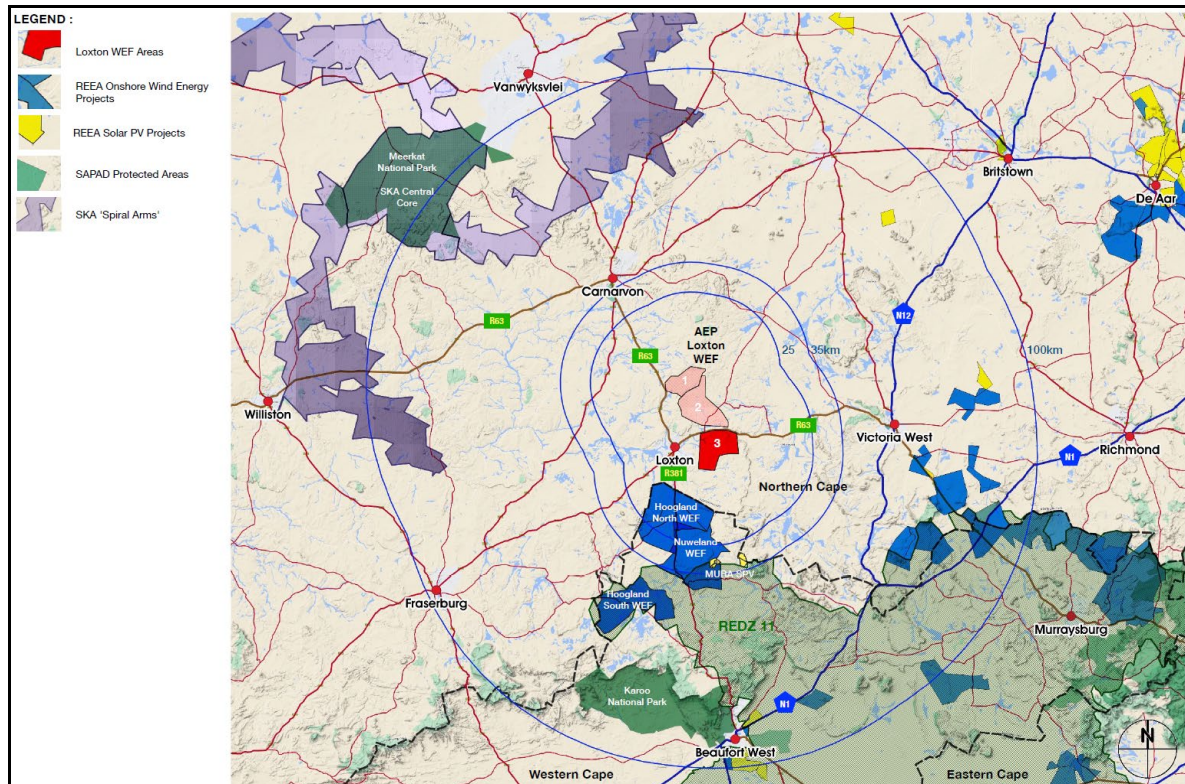 LEGEND :
Loxton WEF Areas
REEA Onshore Wind Energy
Projects
REEA Solar PV Projects
SAPAD Protected Areas
SKA 'Spiral Arms'
Vanwyksvlei
Meerkat
National Park
SKA Central
Core
Britstown
De Aar
Carnarvon
R63
N12
AEP
Loxton
WEF
25
35km
100km
R63
1
2
Williston
3
R63
Victoria West
Loxton
N1
Richmond
R381
Northern Cape
Hoogland
North WEF
Nuweland
WEF
MURA SPV
Fraserburg
Hoogland
South WEF
REDZ 11
Murraysburg
Karoo
National Park
N1
Beaufort West
Western Cape
Eastern Cape
N